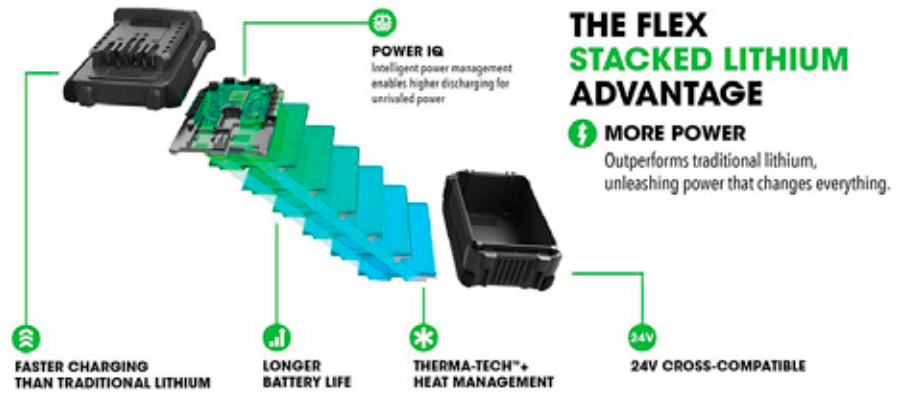 THE FLEX
STACKED LITHIUM
ADVANTAGE
MORE POWER
Outperforms traditional lithium,
unleashing power that changes everything.
POWER IQ
Intelligent power management
enables higher discharging for
unrivaled power
FASTER CHARGING
THAN TRADITIONAL LITHIUM
LONGER
BATTERY LIFE
THERMA-TECH™+
HEAT MANAGEMENT
24V
24V CROSS-COMPATIBLE